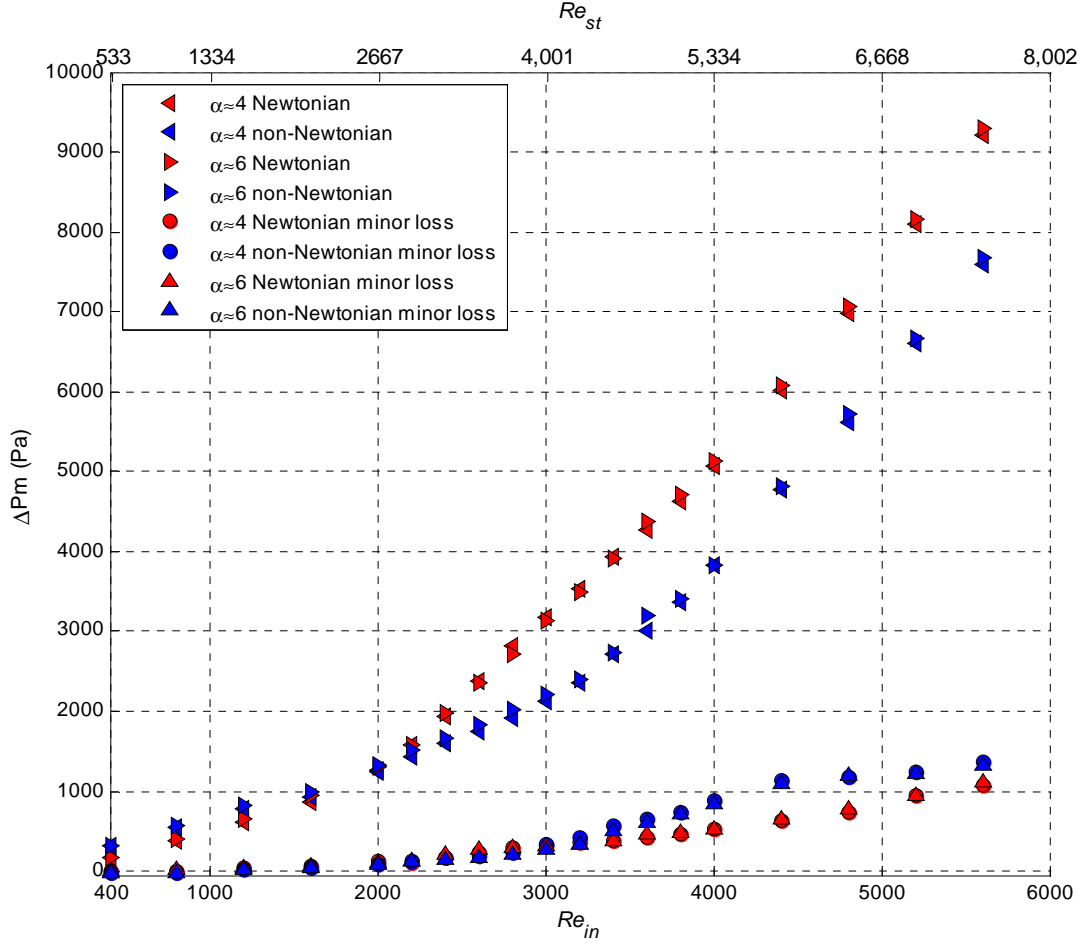 Re_st
533 1334 2667 4,001 5,334 6,668 8,002
10000
α≈4 Newtonian
α≈4 non-Newtonian
α≈6 Newtonian
α≈6 non-Newtonian
α≈4 Newtonian minor loss
α≈4 non-Newtonian minor loss
α≈6 Newtonian minor loss
α≈6 non-Newtonian minor loss
9000
8000
7000
6000
5000
4000
3000
2000
1000
0
ΔPm (Pa)
400 1000 2000 3000 4000 5000 6000
Re_in